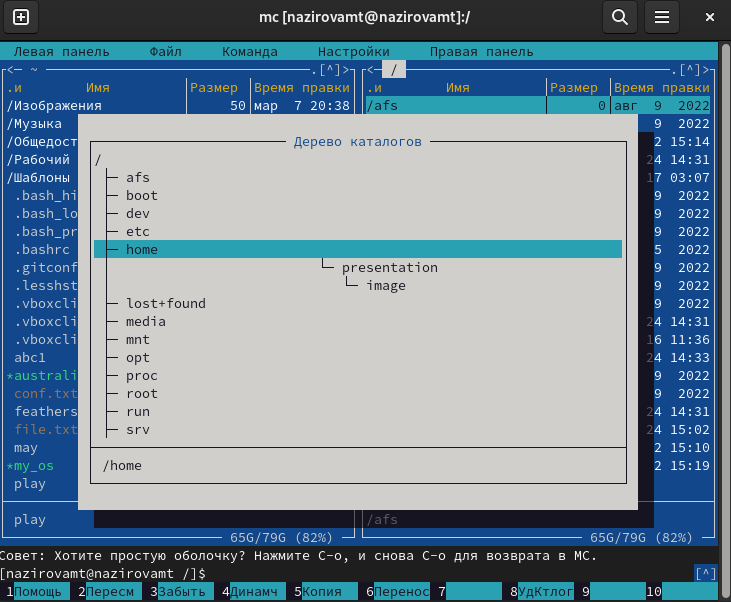 mc [nazirovamt@nazirovamt]:/
Левая панель Файл Команда Настройки Правая панель
<─ ~ .[^]> <─ / .[^]>
.и Имя Размер Время правки .и Имя Размер Время правки
/Изображения 50 мар 7 20:38 /afs 0 авг 9 2022
/Музыка 9 2022
/Общедост 2 15:14
Дерево каталогов
/Рабочий / 24 14:31
/Шаблоны afs 17 03:07
.bash_hi boot 9 2022
.bash_lo dev 9 2022
.bash_pr etc 9 2022
.bashrc home 5 2022
.gitconf presentation 9 2022
.lesshst image 9 2022
.vboxcli lost+found 9 2022
.vboxcli media 24 14:31
.vboxcli mnt 16 11:36
abc1 opt 24 14:33
*australi proc 9 2022
conf.txt root 9 2022
feathers run 24 14:31
file.txt srv 24 15:02
may 2 15:10
*my_os /home 2 15:19
play
play /afs
65G/79G (82%) 65G/79G (82%)
Совет: Хотите простую оболочку? Нажмите C-o, и снова C-o для возврата в MC.
[nazirovamt@nazirovamt /]$ [^]
1Помощь 2Пересм 3Забыть 4Динамч 5Копия 6Перенос 7 8УдКтлог 9 10